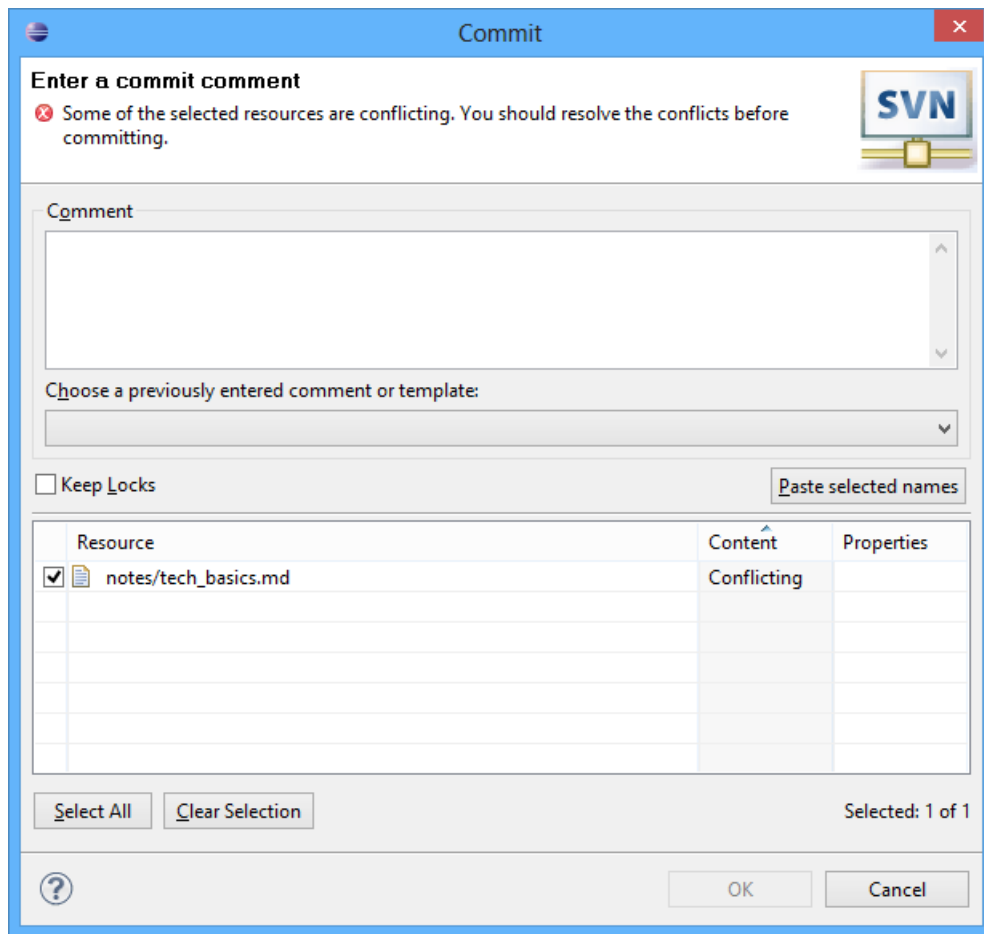 Commit
Enter a commit comment
Some of the selected resources are conflicting. You should resolve the conflicts before
committing.
SVN
Comment
Choose a previously entered comment or template:
Keep Locks
Paste selected names
Resource Content Properties
notes/tech_basics.md Conflicting
Select All Clear Selection Selected: 1 of 1
? OK Cancel